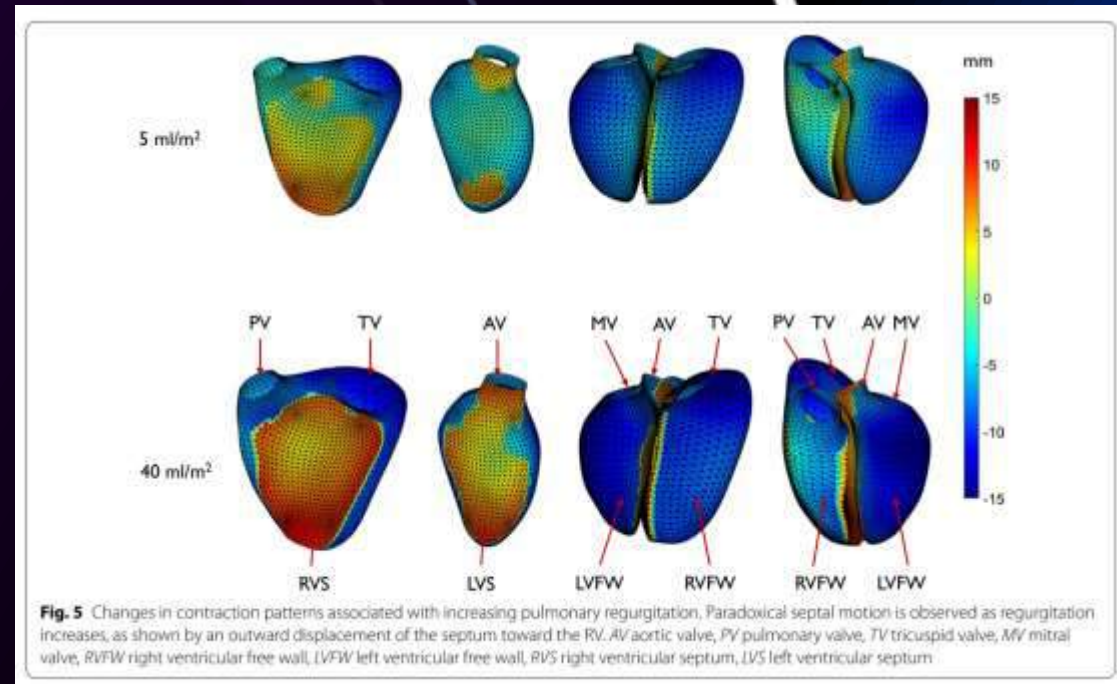 mm
15
5 ml/m²
10
5
0
PV TV AV MV AV TV PV TV AV MV
-5
-10
40 ml/m²
-15
RVS LVS LVFW RVFW RVFW LVFW
Fig. 5 Changes in contraction patterns associated with increasing pulmonary regurgitation. Paradoxical septal motion is observed as regurgitation
increases, as shown by an outward displacement of the septum toward the RV. AV aortic valve, PV pulmonary valve, TV tricuspid valve, MV mitral
valve, RVFW right ventricular free wall, LVFW left ventricular free wall, RVS right ventricular septum, LVS left ventricular septum